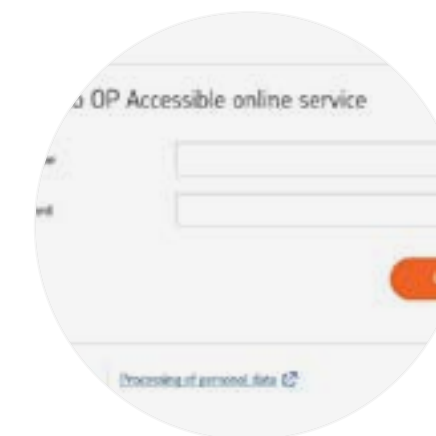 OP Accessible online service
Processing of personal data